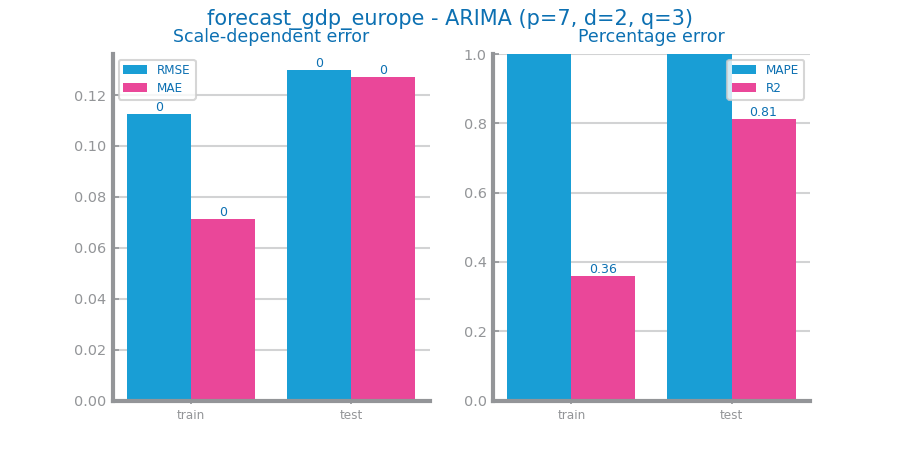 forecast_gdp_europe - ARIMA (p=7, d=2, q=3)
Scale-dependent error
RMSE
MAE
0
0
0
0
0.12
0.10
0.08
0.06
0.04
0.02
0.00
train
test
Percentage error
MAPE
R2
0.81
0.36
1.0
0.8
0.6
0.4
0.2
0.0
train
test